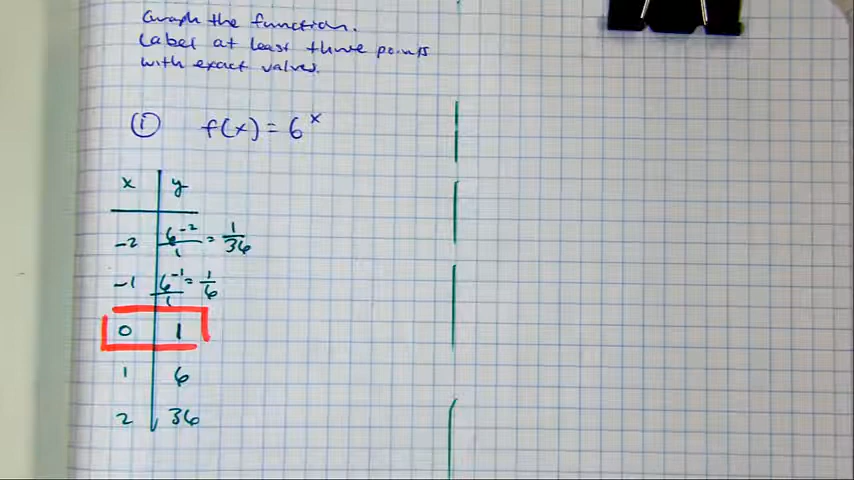 Graph the function.
Label at least three points
with exact values.
① f(x) = 6^x
x y
-2 6^-2/1 = 1/36
-1 6^-1/1 = 1/6
0 1
1 6
2 36